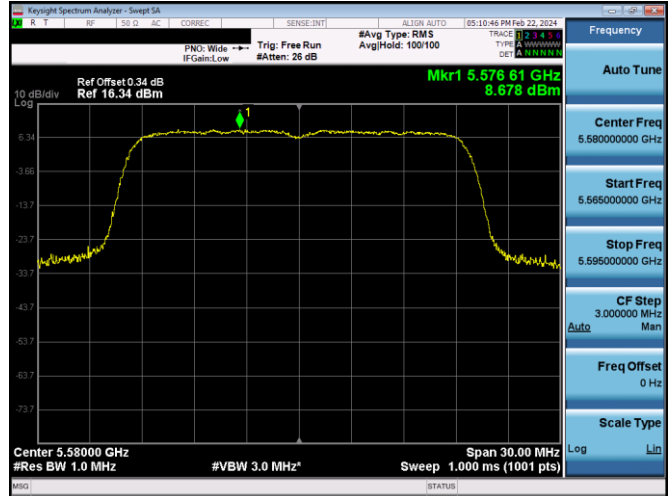 Keysight Spectrum Analyzer - Swept SA
R T RF 50 Ω AC CORREC SENSE:INT ALIGN AUTO 05:10:46 PM Feb 22, 2024
PNO: Wide Trig: Free Run #Avg Type: RMS TRACE 1 2 3 4 5 6
IFGain:Low #Atten: 26 dB Avg|Hold: 100/100 TYPE A WWWWW
DET A N N N N N
Frequency
Auto Tune
Center Freq
5.580000000 GHz
Start Freq
5.565000000 GHz
Stop Freq
5.595000000 GHz
CF Step
3.000000 MHz
Auto Man
Freq Offset
0 Hz
Scale Type
Log Lin
Ref Offset 0.34 dB Mkr1 5.576 61 GHz
10 dB/div Ref 16.34 dBm 8.678 dBm
Log
1
6.34
-3.66
-13.7
-23.7
-33.7
-43.7
-53.7
-63.7
-73.7
Center 5.58000 GHz Span 30.00 MHz
#Res BW 1.0 MHz #VBW 3.0 MHz* Sweep 1.000 ms (1001 pts)
MSG STATUS